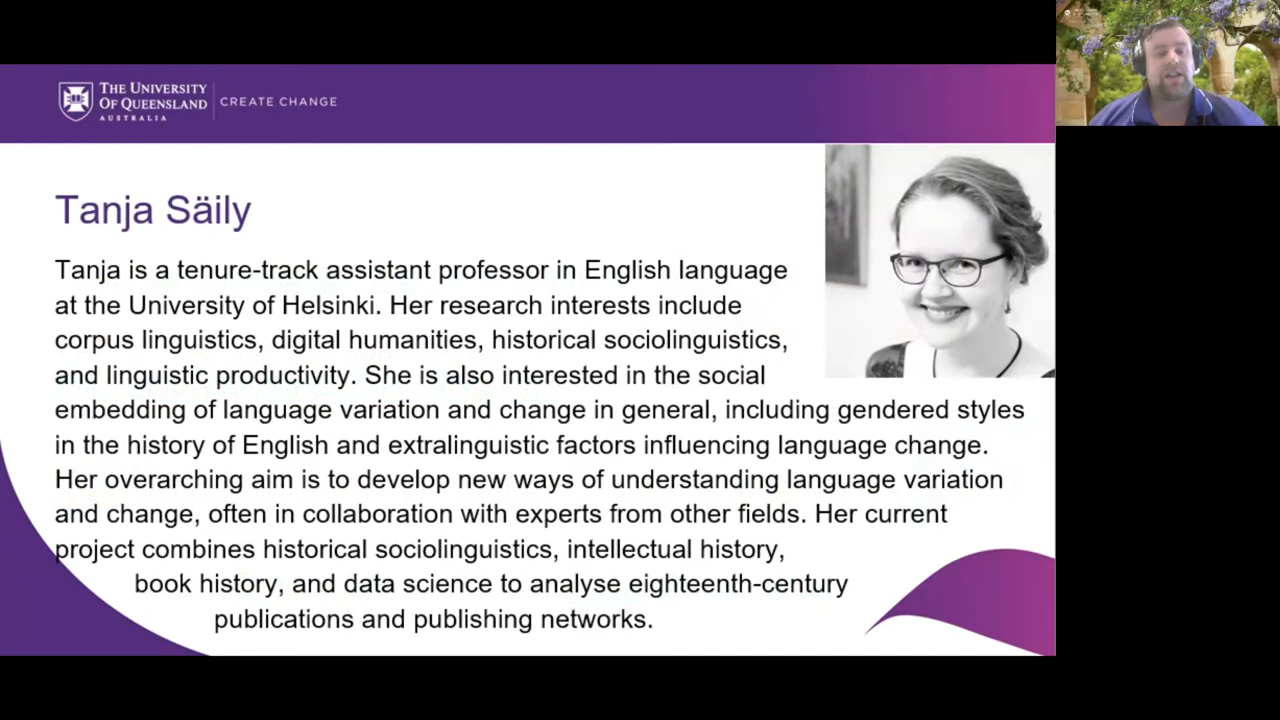 THE UNIVERSITY
OF QUEENSLAND
AUSTRALIA
CREATE CHANGE
Tanja Säily
Tanja is a tenure-track assistant professor in English language
at the University of Helsinki. Her research interests include
corpus linguistics, digital humanities, historical sociolinguistics,
and linguistic productivity. She is also interested in the social
embedding of language variation and change in general, including gendered styles
in the history of English and extralinguistic factors influencing language change.
Her overarching aim is to develop new ways of understanding language variation
and change, often in collaboration with experts from other fields. Her current
project combines historical sociolinguistics, intellectual history,
book history, and data science to analyse eighteenth-century
publications and publishing networks.